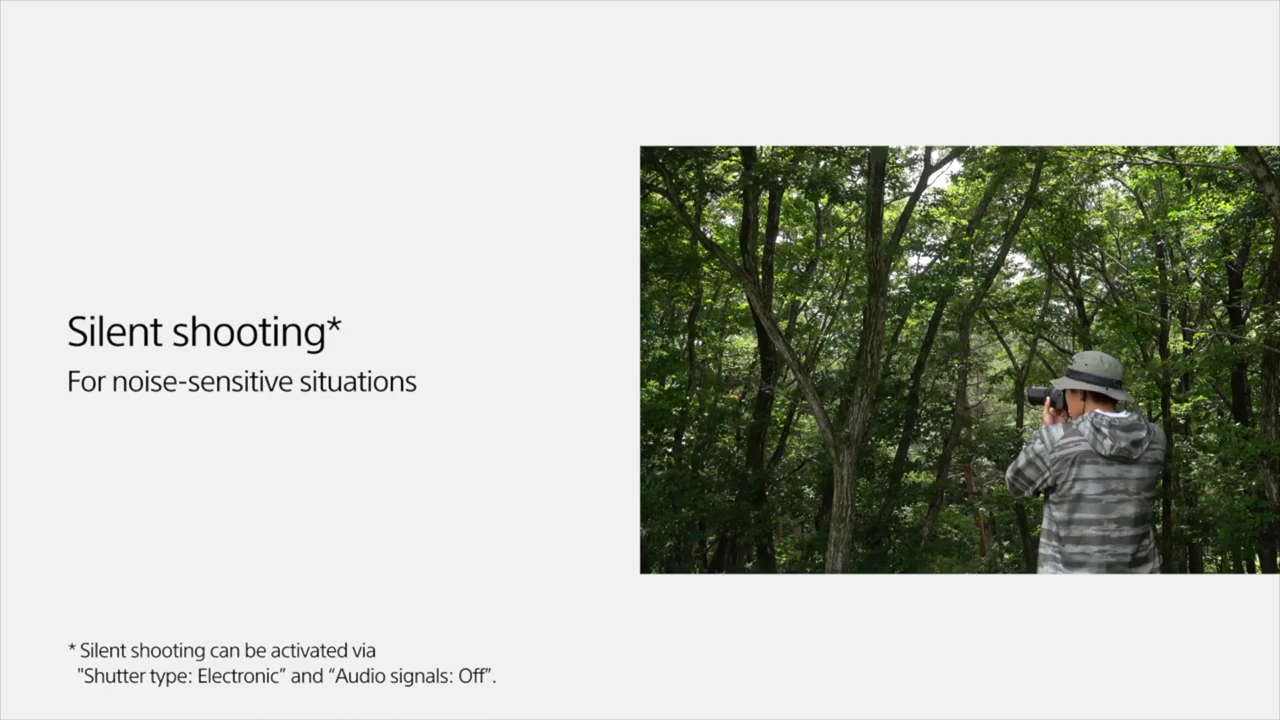 Silent shooting*
For noise-sensitive situations
* Silent shooting can be activated via
"Shutter type: Electronic” and “Audio signals: Off”.